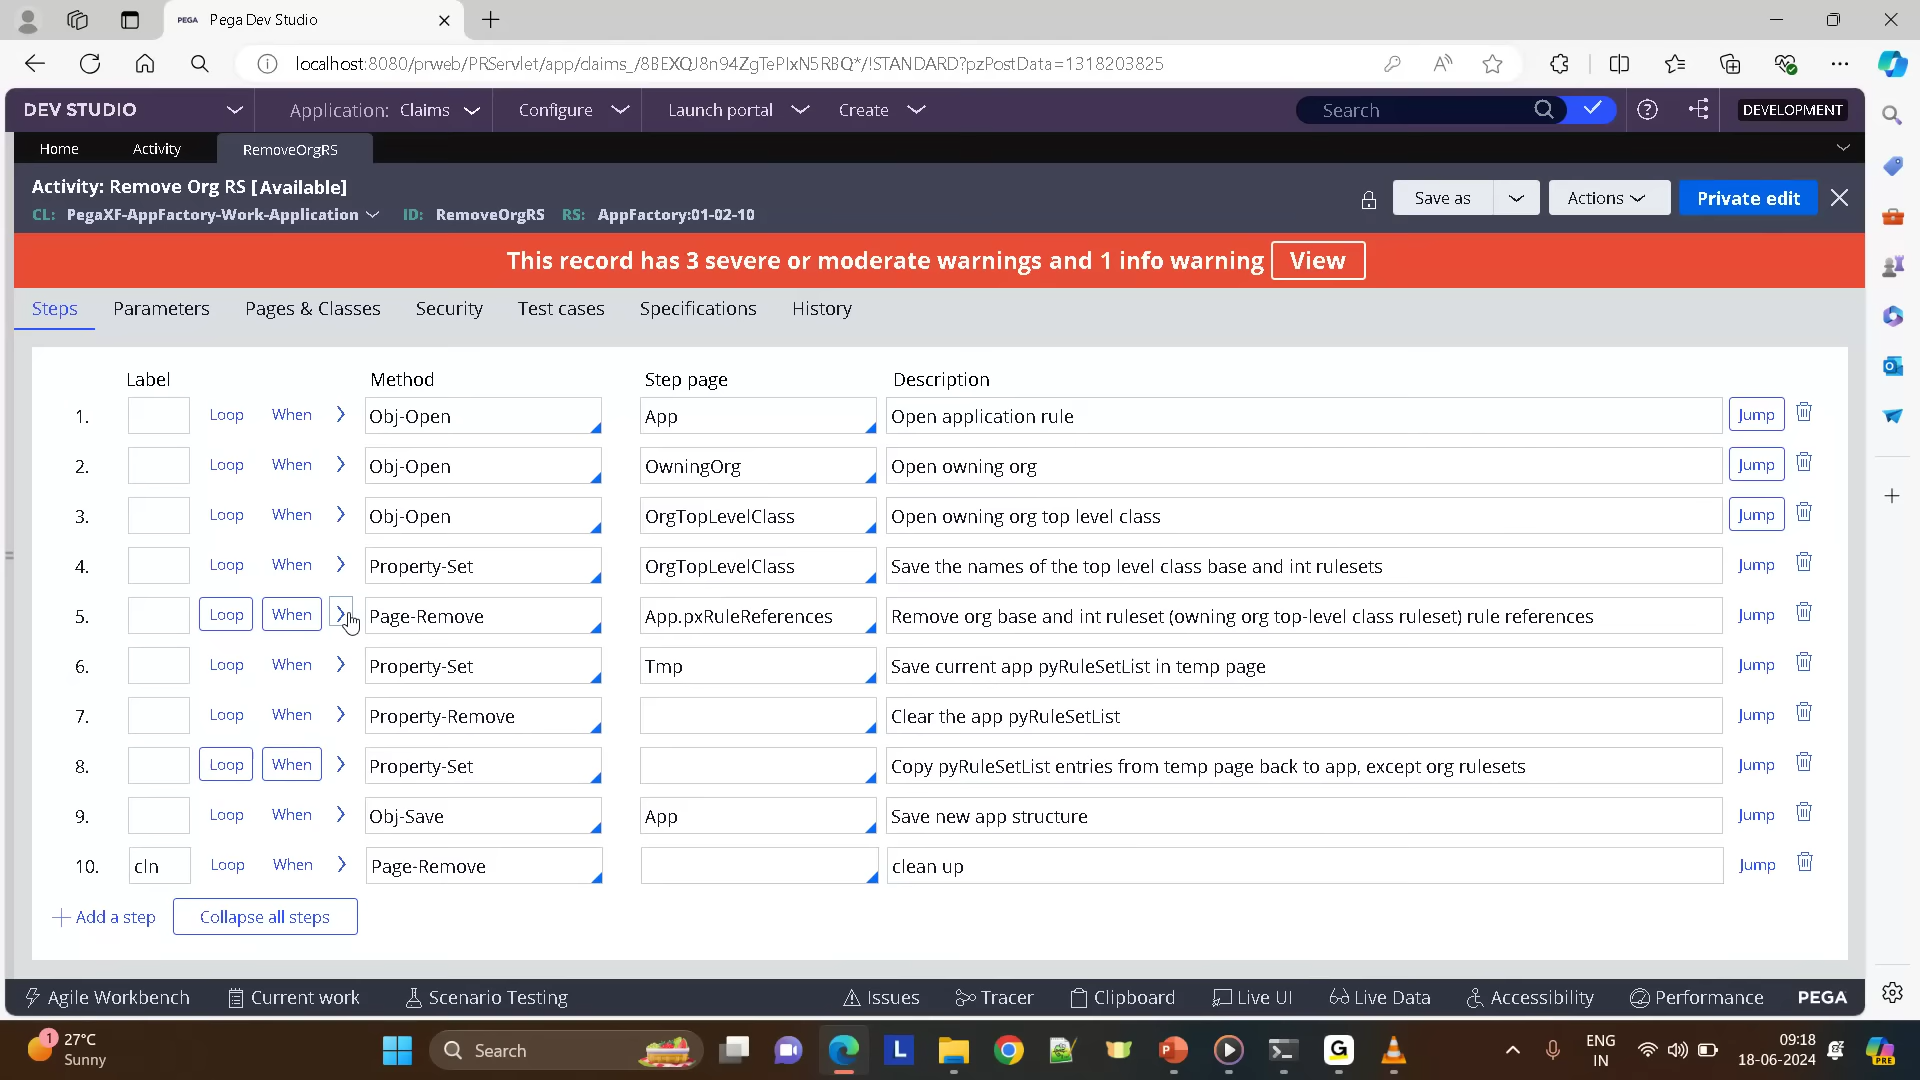 PEGA Pega Dev Studio
localhost:8080/prweb/PRServlet/app/claims_/8BEXQJ8n94ZgTePIxN5RBQ*/!STANDARD?pzPostData=1318203825
DEV STUDIO Application: Claims Configure Launch portal Create Search DEVELOPMENT
Home Activity RemoveOrgRS
Activity: Remove Org RS [Available]
CL: PegaXF-AppFactory-Work-Application ID: RemoveOrgRS RS: AppFactory:01-02-10
Save as Actions Private edit
This record has 3 severe or moderate warnings and 1 info warning View
Steps Parameters Pages & Classes Security Test cases Specifications History
Label Method Step page Description
1. Loop When Obj-Open App Open application rule Jump
2. Loop When Obj-Open OwningOrg Open owning org Jump
3. Loop When Obj-Open OrgTopLevelClass Open owning org top level class Jump
4. Loop When Property-Set OrgTopLevelClass Save the names of the top level class base and int rulesets Jump
5. Loop When Page-Remove App.pxRuleReferences Remove org base and int ruleset (owning org top-level class ruleset) rule references Jump
6. Loop When Property-Set Tmp Save current app pyRuleSetList in temp page Jump
7. Loop When Property-Remove Clear the app pyRuleSetList Jump
8. Loop When Property-Set Copy pyRuleSetList entries from temp page back to app, except org rulesets Jump
9. Loop When Obj-Save App Save new app structure Jump
10. cln Loop When Page-Remove clean up Jump
Add a step Collapse all steps
Agile Workbench Current work Scenario Testing Issues Tracer Clipboard Live UI Live Data Accessibility Performance PEGA
1 27°C Search L G P ENG 09:18
Sunny IN 18-06-2024 PRE